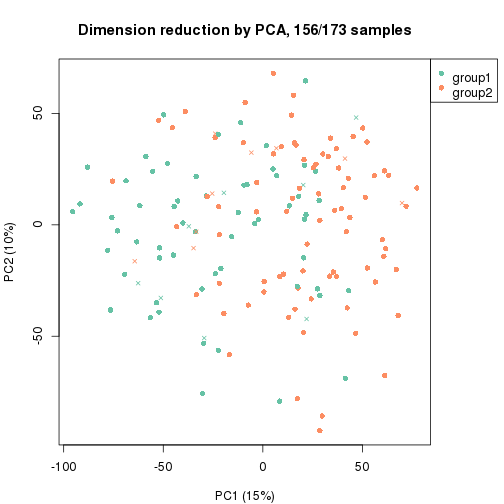 Dimension reduction by PCA, 156/173 samples
group1
group2
50
0
-50
PC2 (10%)
-100 -50 0 50
PC1 (15%)